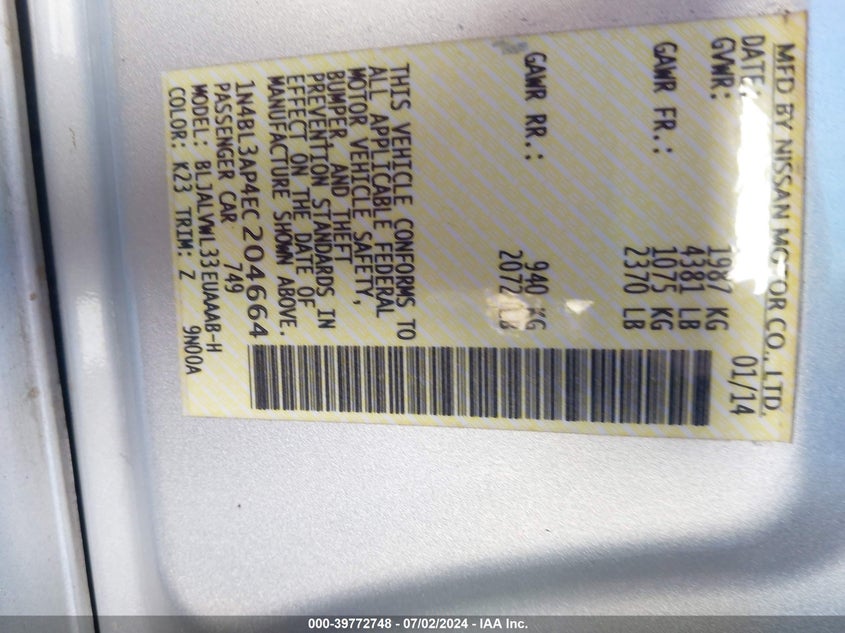 MFD BY NISSAN MOTOR CO., LTD.
DATE: 01/14
GVWR: 1987 KG
4381 LB
GAWR FR.: 1075 KG
2370 LB
GAWR RR.: 940 KG
2072 LB
THIS VEHICLE CONFORMS TO
ALL APPLICABLE FEDERAL
MOTOR VEHICLE SAFETY,
BUMPER, AND THEFT
PREVENTION STANDARDS IN
EFFECT ON THE DATE OF
MANUFACTURE SHOWN ABOVE.
1N4BL3AP4EC204664
PASSENGER CAR 749
MODEL: BLJALVWL33EUAAAB-H
COLOR: K23 TRIM: Z 9N00A
000-39772748 - 07/02/2024 - IAA Inc.